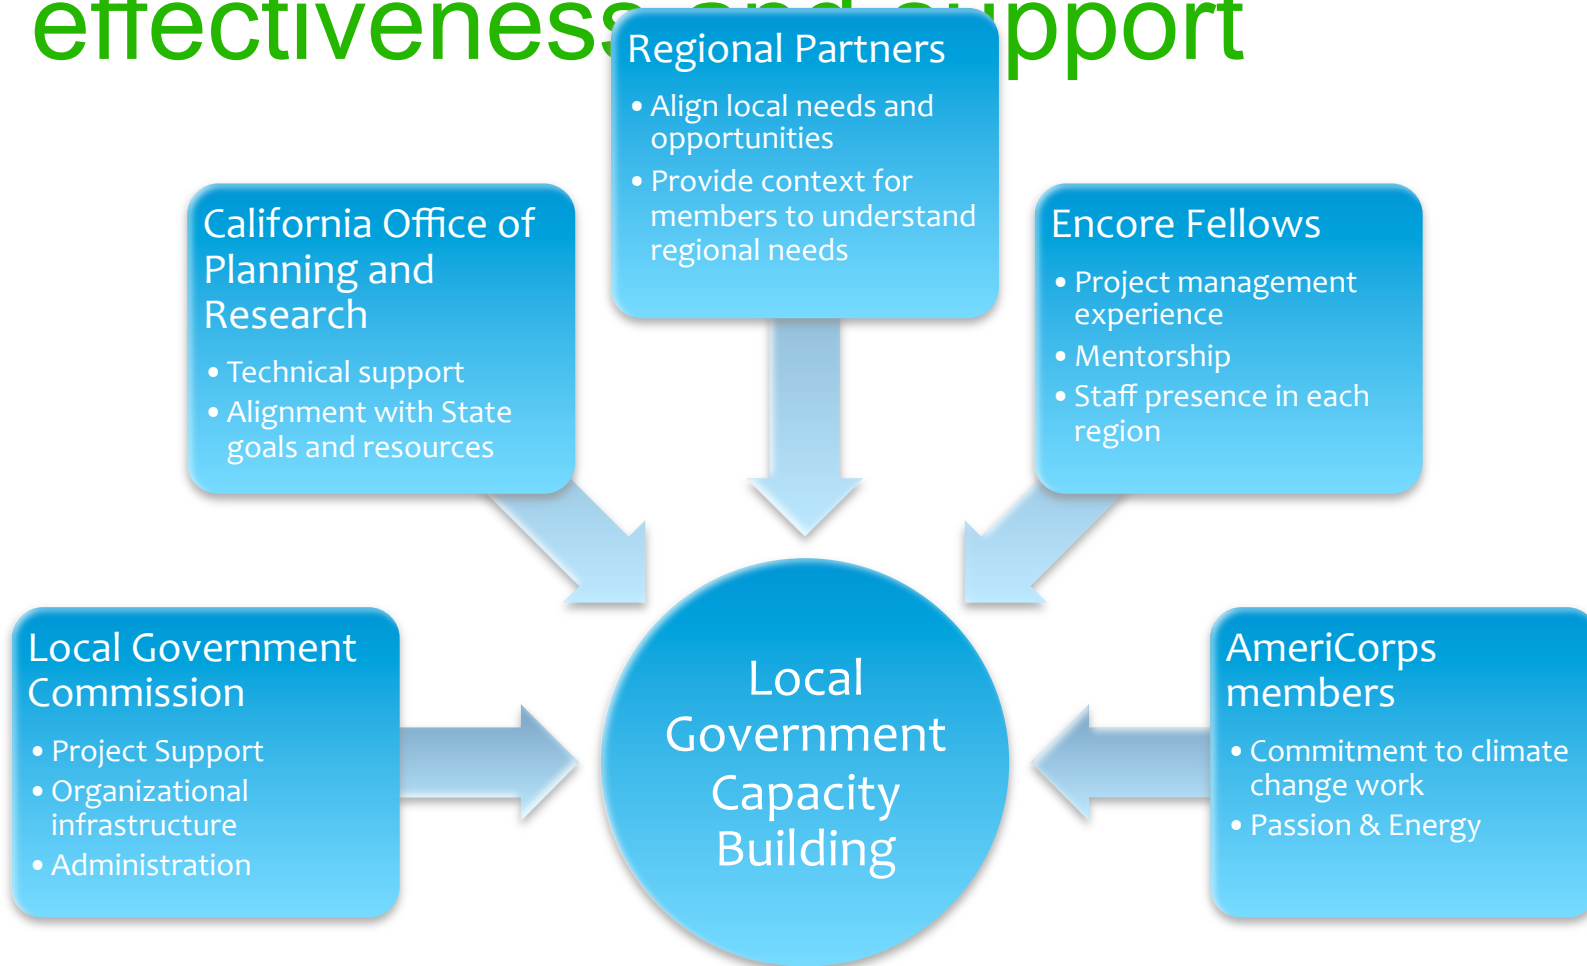 effectiveness and support
Regional Partners
• Align local needs and
opportunities
• Provide context for
members to understand
regional needs
California Office of
Planning and
Research
• Technical support
• Alignment with State
goals and resources
Encore Fellows
• Project management
experience
• Mentorship
• Staff presence in each
region
Local Government
Commission
• Project Support
• Organizational
infrastructure
• Administration
Local
Government
Capacity
Building
AmeriCorps
members
• Commitment to climate
change work
• Passion & Energy